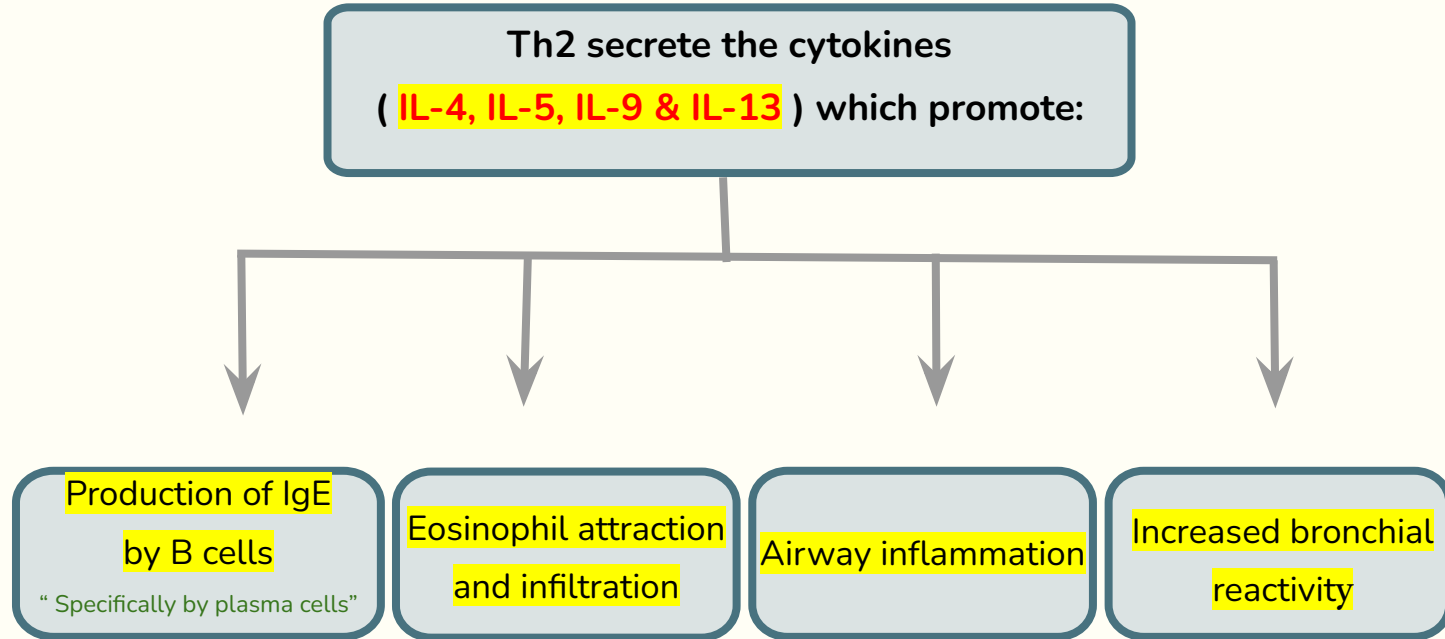 Th2 secrete the cytokines
( IL-4, IL-5, IL-9 & IL-13 ) which promote:
Production of IgE
by B cells
“ Specifically by plasma cells”
Eosinophil attraction
and infiltration
Airway inflammation
Increased bronchial
reactivity